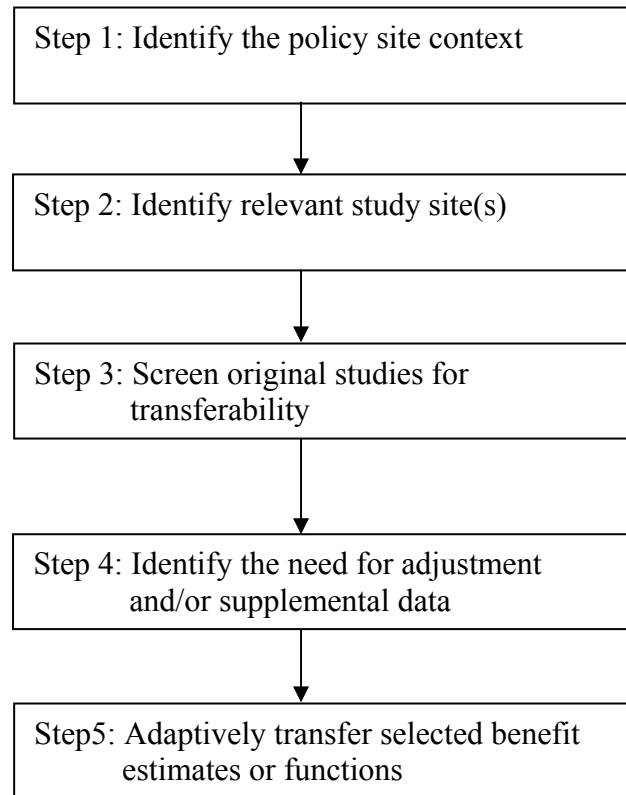 Step 1: Identify the policy site context
Step 2: Identify relevant study site(s)
Step 3: Screen original studies for
transferability
Step 4: Identify the need for adjustment
and/or supplemental data
Step5: Adaptively transfer selected benefit
estimates or functions